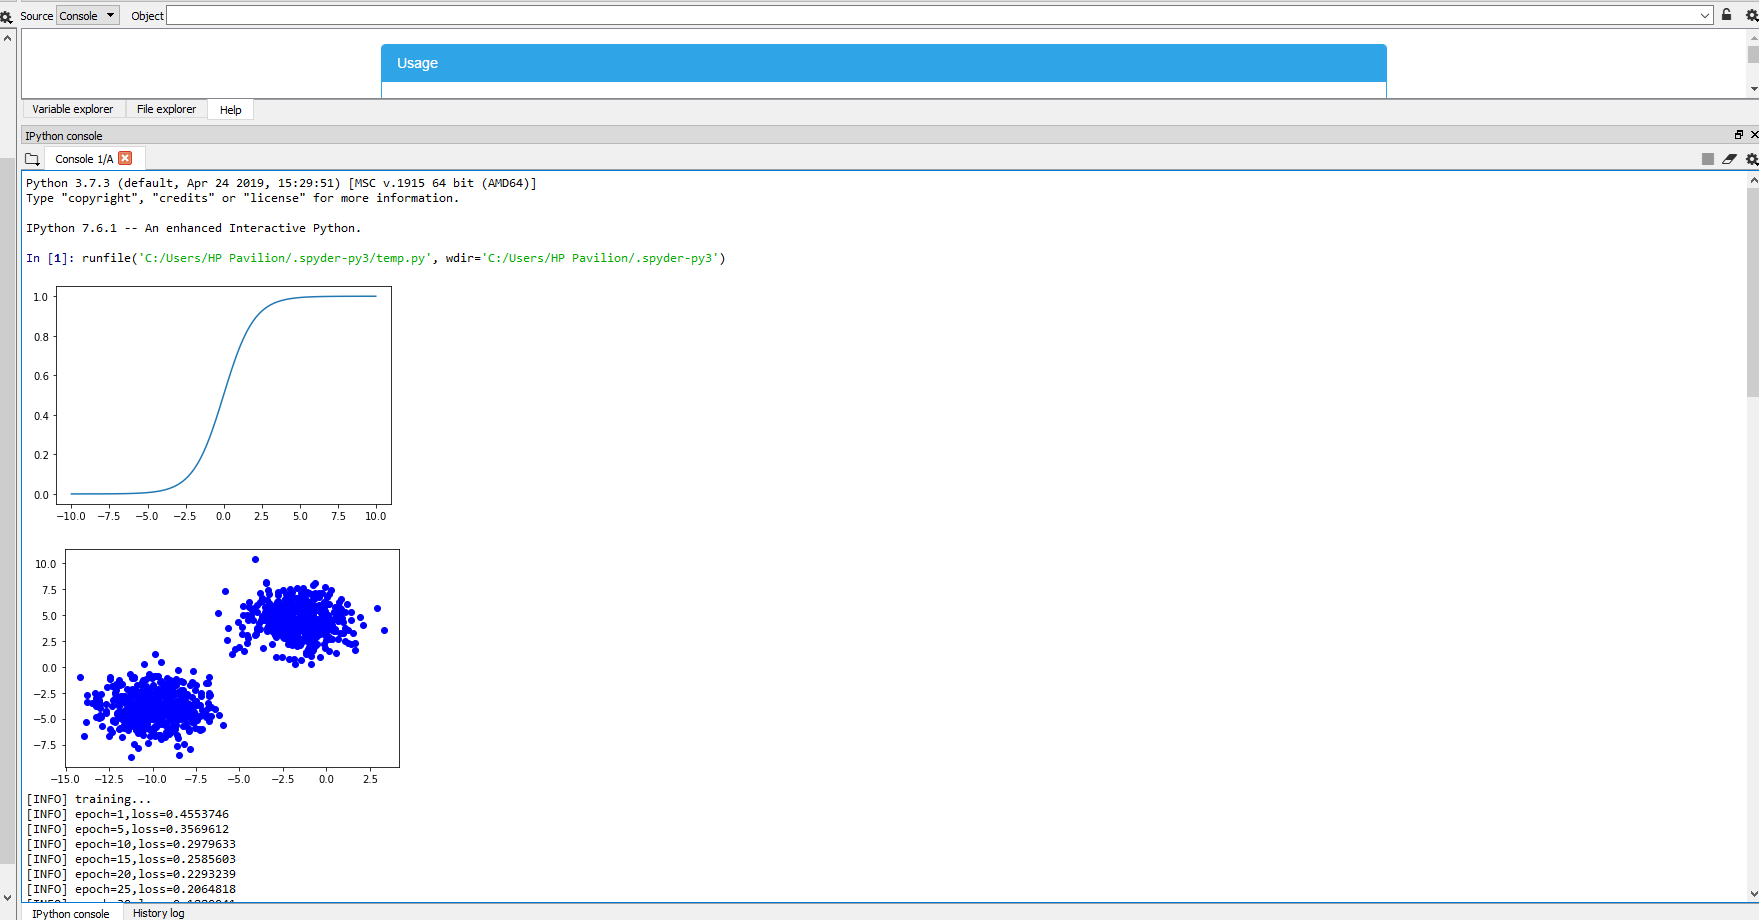 Source Console Object
Usage
Variable explorer File explorer Help
IPython console
Console 1/A
Python 3.7.3 (default, Apr 24 2019, 15:29:51) [MSC v.1915 64 bit (AMD64)]
Type "copyright", "credits" or "license" for more information.
IPython 7.6.1 -- An enhanced Interactive Python.
In [1]: runfile('C:/Users/HP Pavilion/.spyder-py3/temp.py', wdir='C:/Users/HP Pavilion/.spyder-py3')
1.0
0.8
0.6
0.4
0.2
0.0
−10.0 −7.5 −5.0 −2.5 0.0 2.5 5.0 7.5 10.0
10.0
7.5
5.0
2.5
0.0
−2.5
−5.0
−7.5
−15.0 −12.5 −10.0 −7.5 −5.0 −2.5 0.0 2.5
[INFO] training...
[INFO] epoch=1,loss=0.4553746
[INFO] epoch=5,loss=0.3569612
[INFO] epoch=10,loss=0.2979633
[INFO] epoch=15,loss=0.2585603
[INFO] epoch=20,loss=0.2293239
[INFO] epoch=25,loss=0.2064818
IPython console History log